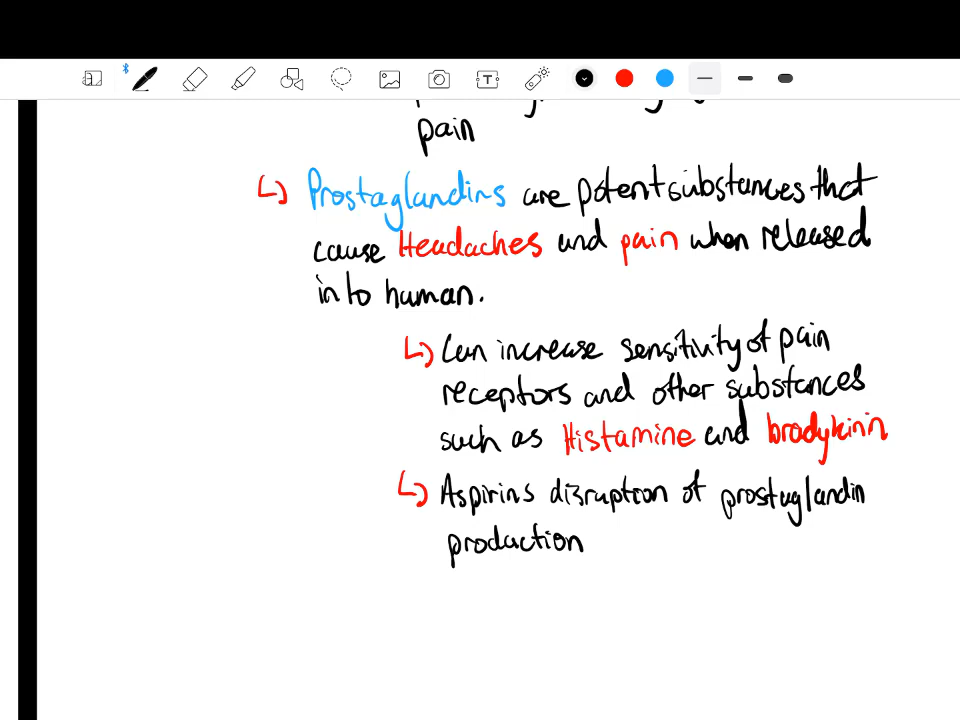 pain
↳ Prostaglandins are potent substances that
cause Headaches and pain when released
into human.
↳ Can increase sensitivity of pain
receptors and other substances
such as Histamine and bradykinin
↳ Aspirins disruption of prostaglandin
production